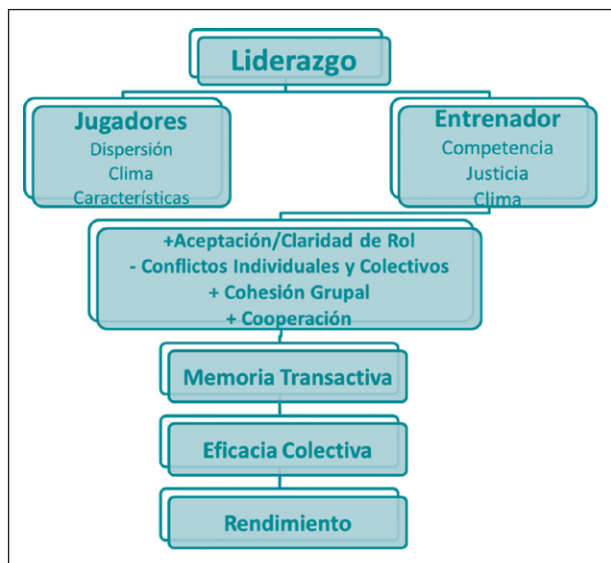 Liderazgo
Jugadores
Dispersión
Clima
Características
Entrenador
Competencia
Justicia
Clima
+Aceptación/Claridad de Rol
- Conflictos Individuales y Colectivos
+ Cohesión Grupal
+ Cooperación
Memoria Transactiva
Eficacia Colectiva
Rendimiento